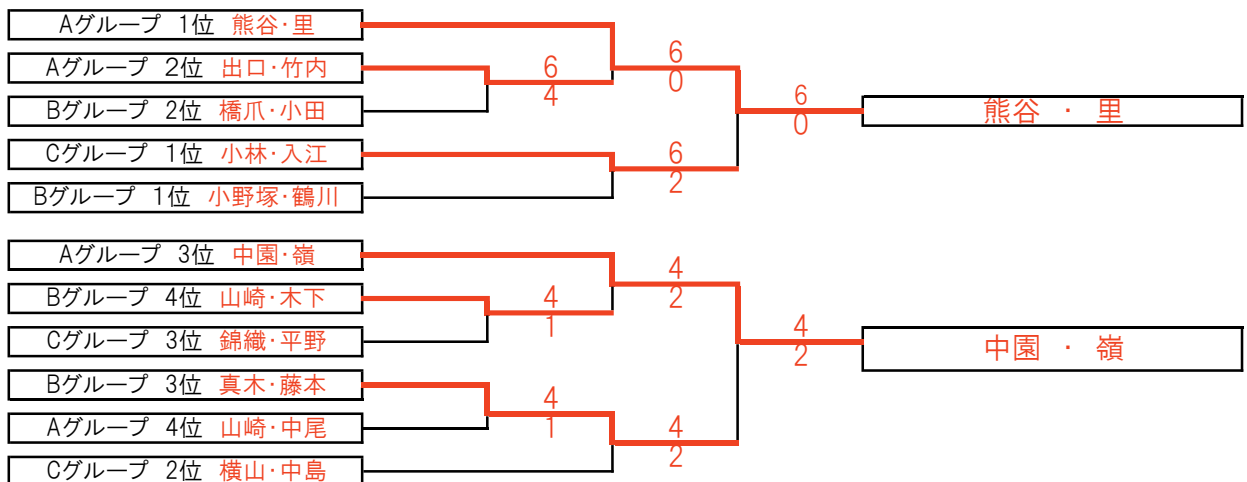 Aグループ 1位 熊谷・里
Aグループ 2位 出口・竹内
Bグループ 2位 橋爪・小田
Cグループ 1位 小林・入江
Bグループ 1位 小野塚・鶴川
6
4
6
0
6
2
6
0
熊谷 ・ 里
Aグループ 3位 中園・嶺
Bグループ 4位 山崎・木下
Cグループ 3位 錦織・平野
Bグループ 3位 真木・藤本
Aグループ 4位 山崎・中尾
Cグループ 2位 横山・中島
4
1
4
1
4
2
4
2
4
2
中園 ・ 嶺